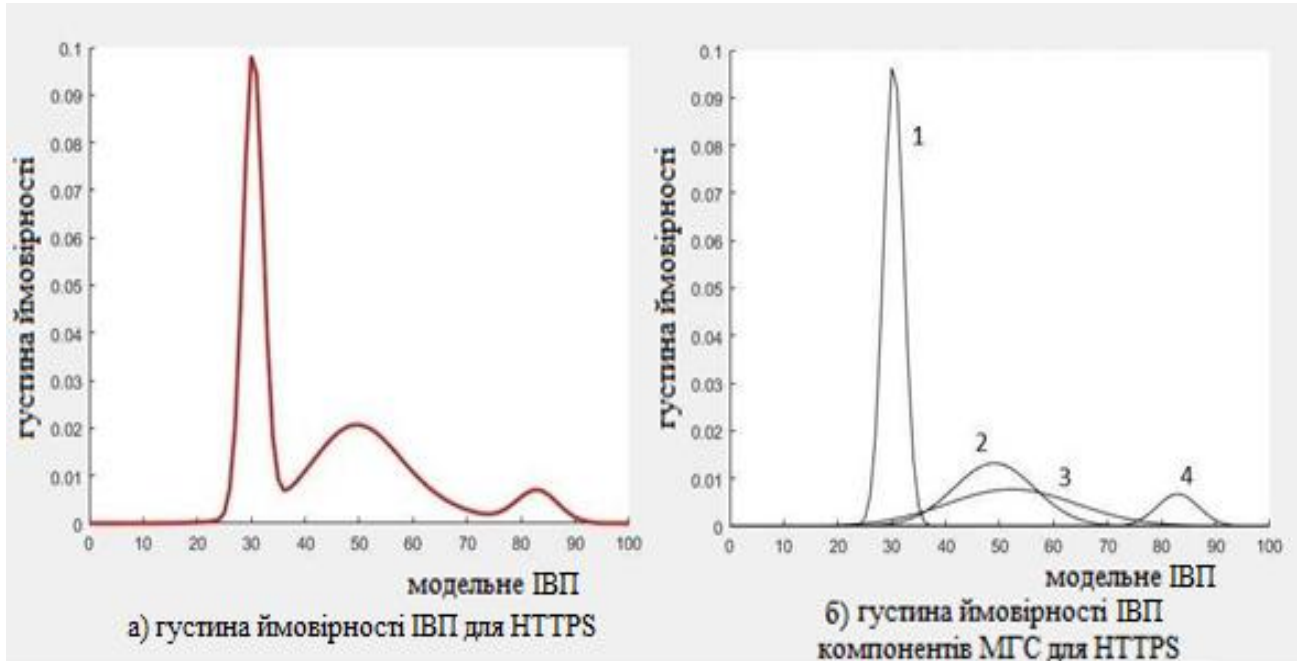 0.1
0.09
0.08
0.07
0.06
0.05
0.04
0.03
0.02
0.01
0
0 10 20 30 40 50 60 70 80 90 100
густина ймовірності
модельне ІВП
а) густина ймовірності ІВП для HTTPS
0.1
0.09
0.08
0.07
0.06
0.05
0.04
0.03
0.02
0.01
0
0 10 20 30 40 50 60 70 80 90 100
густина ймовірності
1
2
3
4
модельне ІВП
б) густина ймовірності ІВП
компонентів МГС для HTTPS